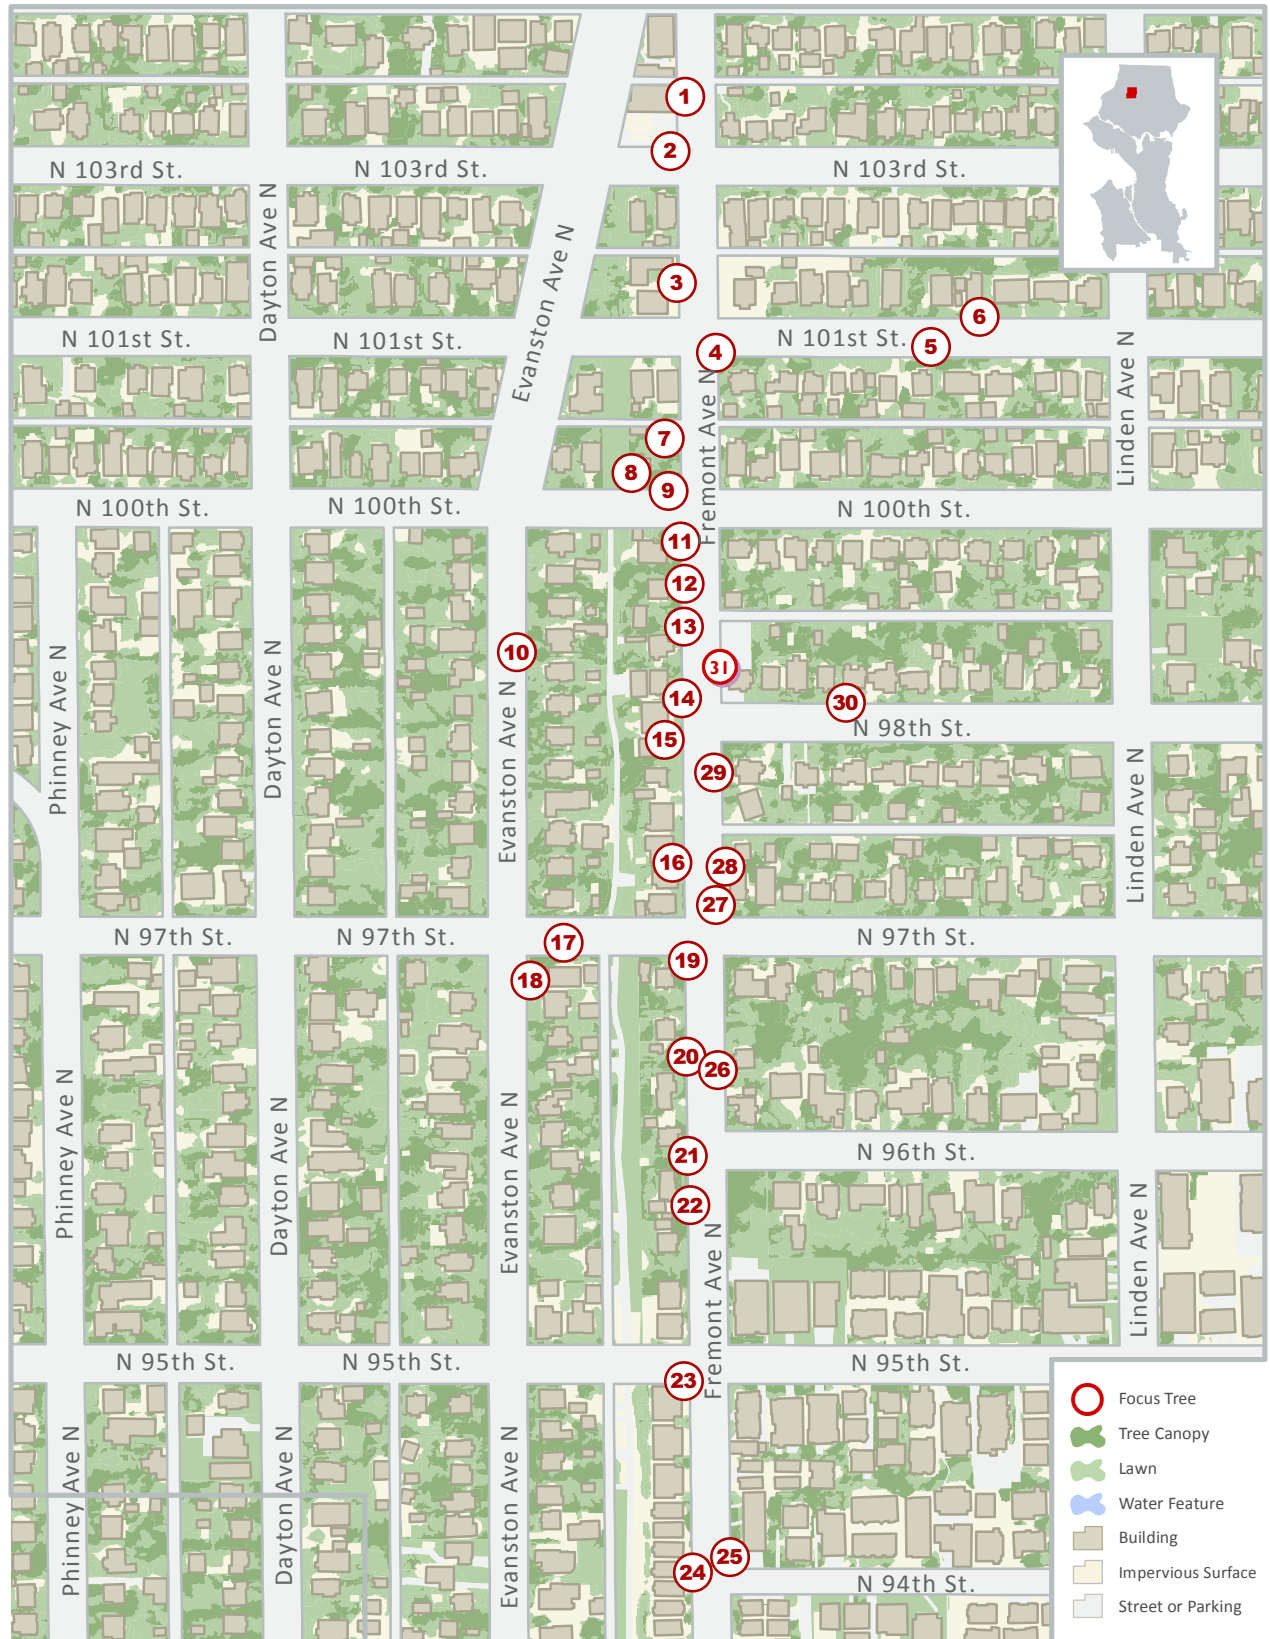 1
2
N 103rd St.
N 103rd St.
N 103rd St.
Dayton Ave N
Evanston Ave N
3
6
N 101st St.
N 101st St.
N 101st St.
5
4
Fremont Ave N
Linden Ave N
7
8
9
N 100th St.
N 100th St.
N 100th St.
11
12
13
10
31
14
30
15
N 98th St.
29
Phinney Ave N
Dayton Ave N
Evanston Ave N
Linden Ave N
16
28
27
N 97th St.
N 97th St.
17
N 97th St.
19
18
20
26
Phinney Ave N
Dayton Ave N
Evanston Ave N
21
N 96th St.
22
Fremont Ave N
Linden Ave N
N 95th St.
N 95th St.
N 95th St.
23
Phinney Ave N
Dayton Ave N
Evanston Ave N
25
24
N 94th St.
Focus Tree
Tree Canopy
Lawn
Water Feature
Building
Impervious Surface
Street or Parking